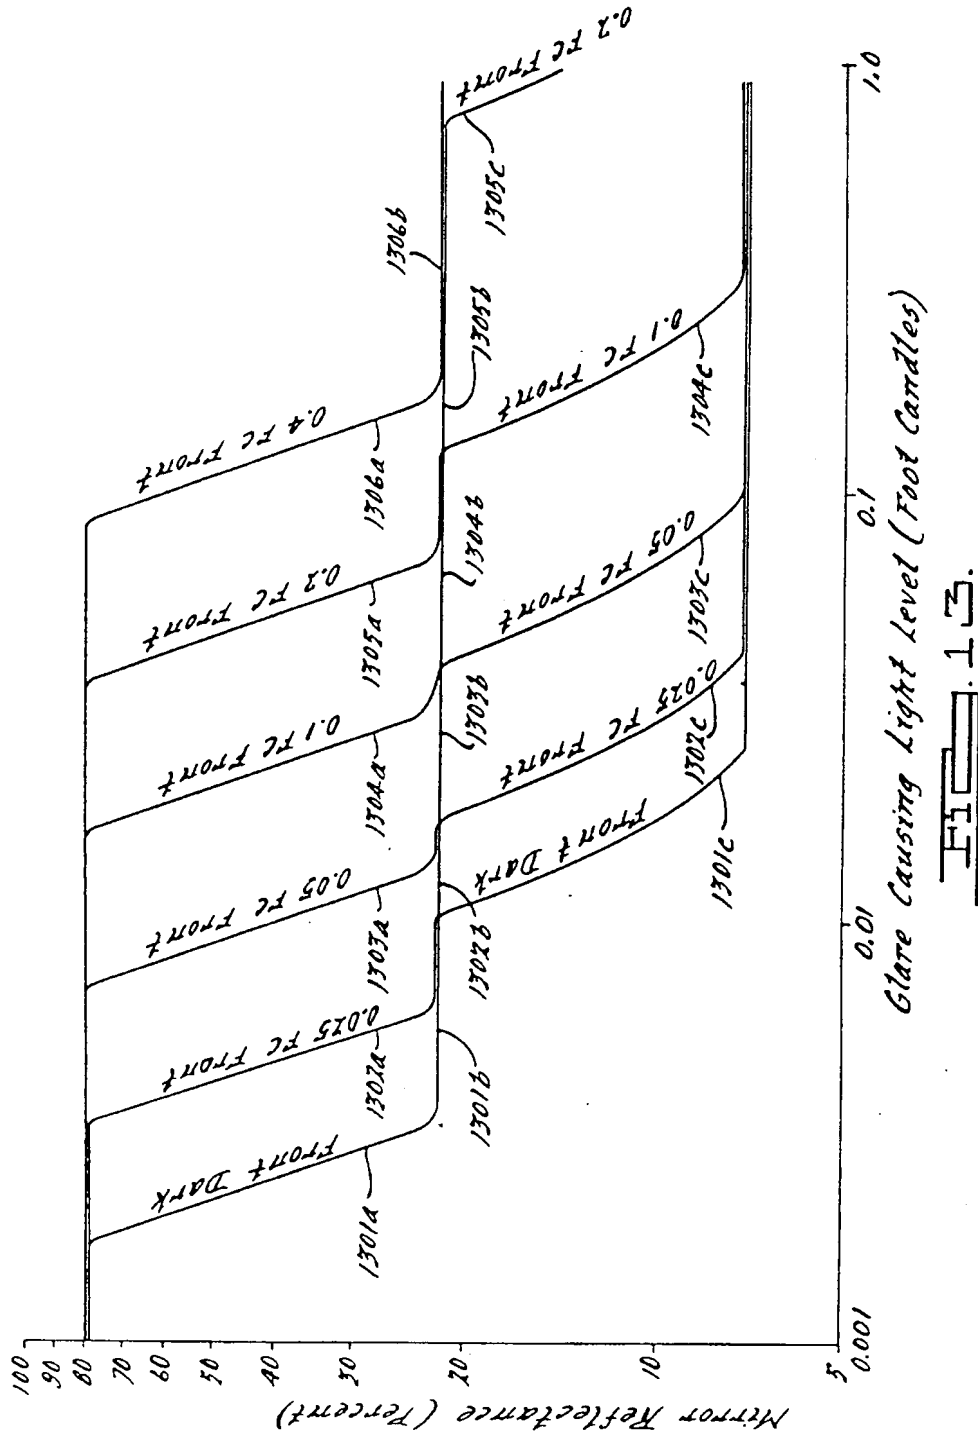 Mirror Reflectance (Percent)
100
90
80
70
50
40
30
20
10
5
0.001
0.01
0.1
1.0
Glare Causing Light Level (Foot Candles)
Front Dark
0.025 FC Front
0.05 FC Front
0.1 FC Front
0.2 FC Front
0.4 FC Front
1301a
1302a
1303a
1304a
1305a
1306a
1301b
1302b
1303b
1304b
1305b
1306b
Front Dark
0.025 FC Front
0.05 FC Front
0.1 FC Front
0.2 FC Front
1301c
1302c
1303c
1304c
1305c
FIG. 13.